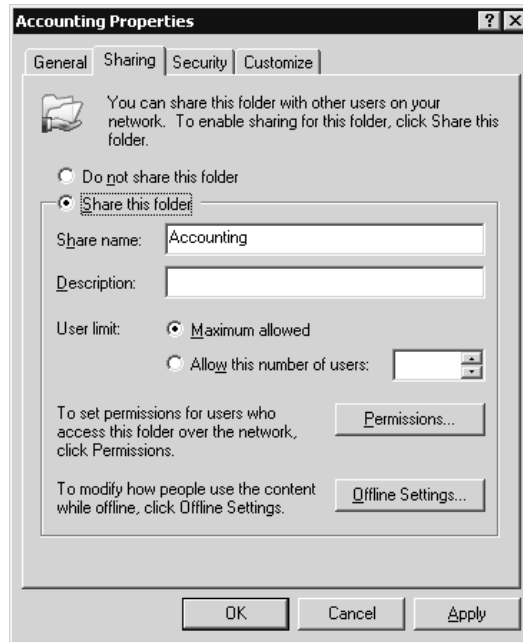 Accounting Properties
General Sharing Security Customize
You can share this folder with other users on your
network. To enable sharing for this folder, click Share this
folder.
Do not share this folder
Share this folder
Share name: Accounting
Description:
User limit: Maximum allowed
Allow this number of users:
To set permissions for users who
access this folder over the network,
click Permissions.
Permissions...
To modify how people use the content
while offline, click Offline Settings.
Offline Settings...
OK Cancel Apply